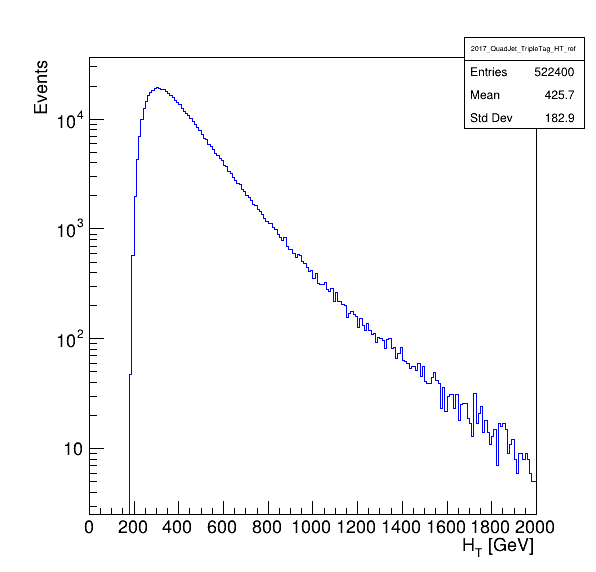 2017_QuadJet_TripleTag_HT_ref
Entries 522400
Mean 425.7
Std Dev 182.9
Events
10^4
10^3
10^2
10
0 200 400 600 800 1000 1200 1400 1600 1800 2000
H_T [GeV]